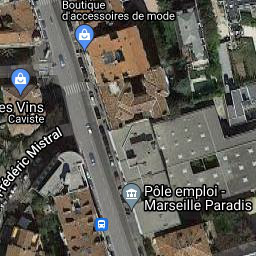 Boutique
d'accessoires de mode
es Vins
Caviste
rédéric Mistral
Pôle emploi -
Marseille Paradis